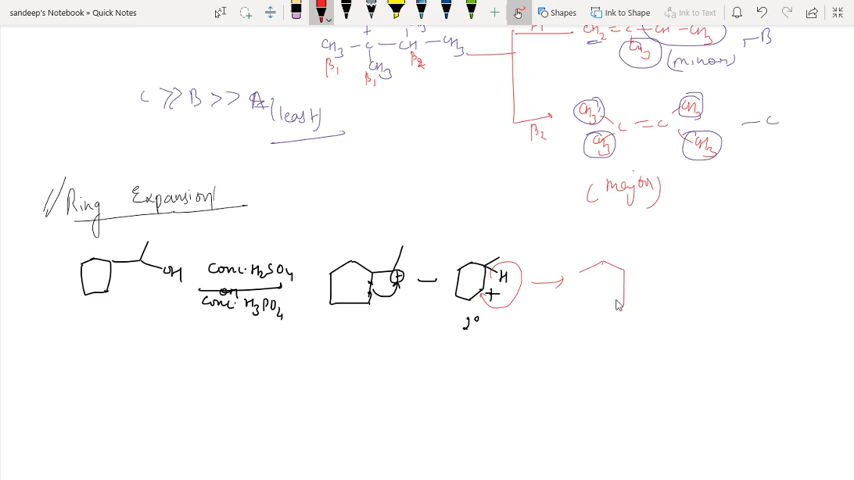 sandeep's Notebook » Quick Notes
Shapes
Ink to Shape
Ink to Text
+
β1
CH2 = C - CH - CH3
CH3 - C - CH - CH3
CH3
(minor)
- B
β1
CH3
β2
β1
C >> B >> A
(least)
CH3
CH3
C = C
- C
CH3
CH3
β2
(major)
// Ring Expansion
OH
Conc. H2SO4
or
Conc. H3PO4
+
H
+
2°